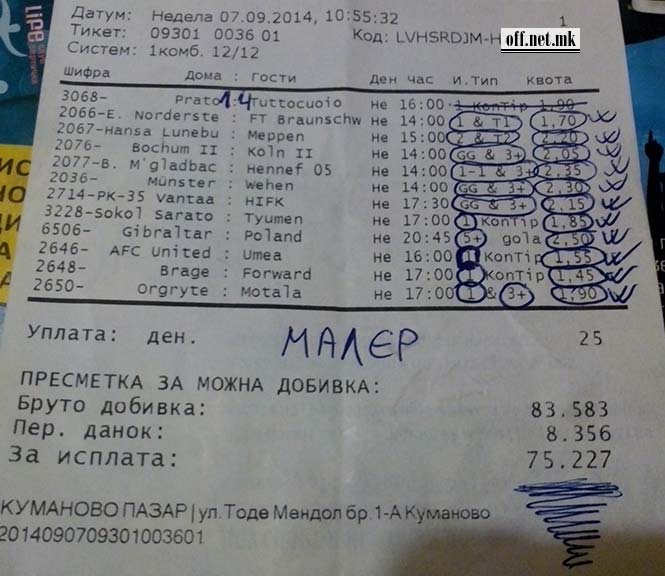 Датум: Недела 07.09.2014, 10:55:32 1
Тикет: 09301 0036 01 Код: LVHSRDJM-H
off.net.mk
Систем: 1комб. 12/12
Шифра Дома : Гости Ден час И.Тип квота
3068- Prato 1:4 Tuttocuoio Не 16:00 1 КонТip 1,90
2066-E. Norderste : FT Braunschw Не 14:00 1 & T1 1,70
2067-Hansa Lunebu : Meppen Не 15:00 2 & T2 2,20
2076- Bochum II : Koln II Не 14:00 GG & 3+ 2,05
2077-B. M'gladbac : Hennef 05 Не 14:00 1-1 & 3+ 2,35
2036- Münster : Wehen Не 14:00 GG & 3+ 2,30
2714-PK-35 Vantaa : HIFK Не 17:30 GG & 3+ 2,15
3228-Sokol Sarato : Tyumen Не 17:00 1 KonTip 1,85
6506- Gibraltar : Poland Не 20:45 5+ gola 2,50
2646- AFC United : Umea Не 16:00 1 KonTip 1,55
2648- Brage : Forward Не 17:00 1 KonTip 1,45
2650- Orgryte : Motala Не 17:00 1 & 3+ 1,90
Уплата: ден. 25
МАЛЕР
ПРЕСМЕТКА ЗА МОЖНА ДОБИВКА:
Бруто добивка: 83.583
Пер. данок: 8.356
За исплата: 75.227
КУМАНОВО ПАЗАР | ул.Тоде Мендол бр.1-А Куманово
2014090709301003601